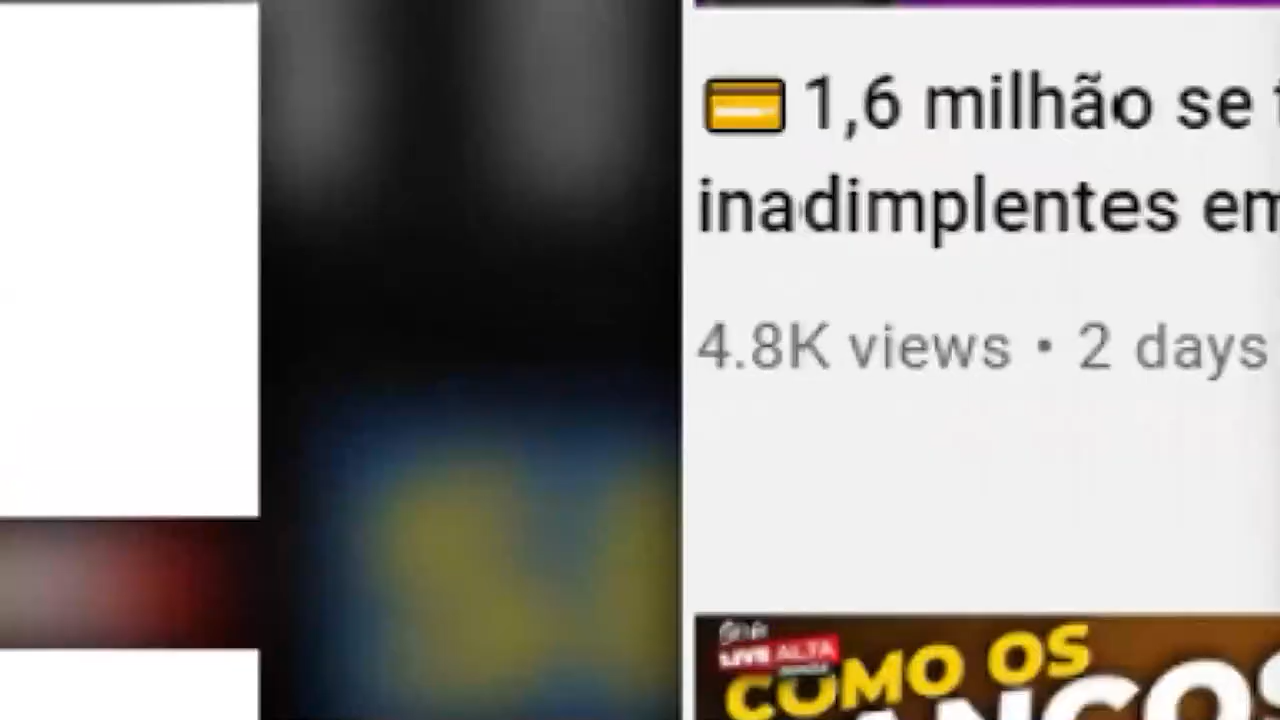 💳 1,6 milhão se
inadimplentes em
4.8K views • 2 days
LIVE ALTA
COMO OS